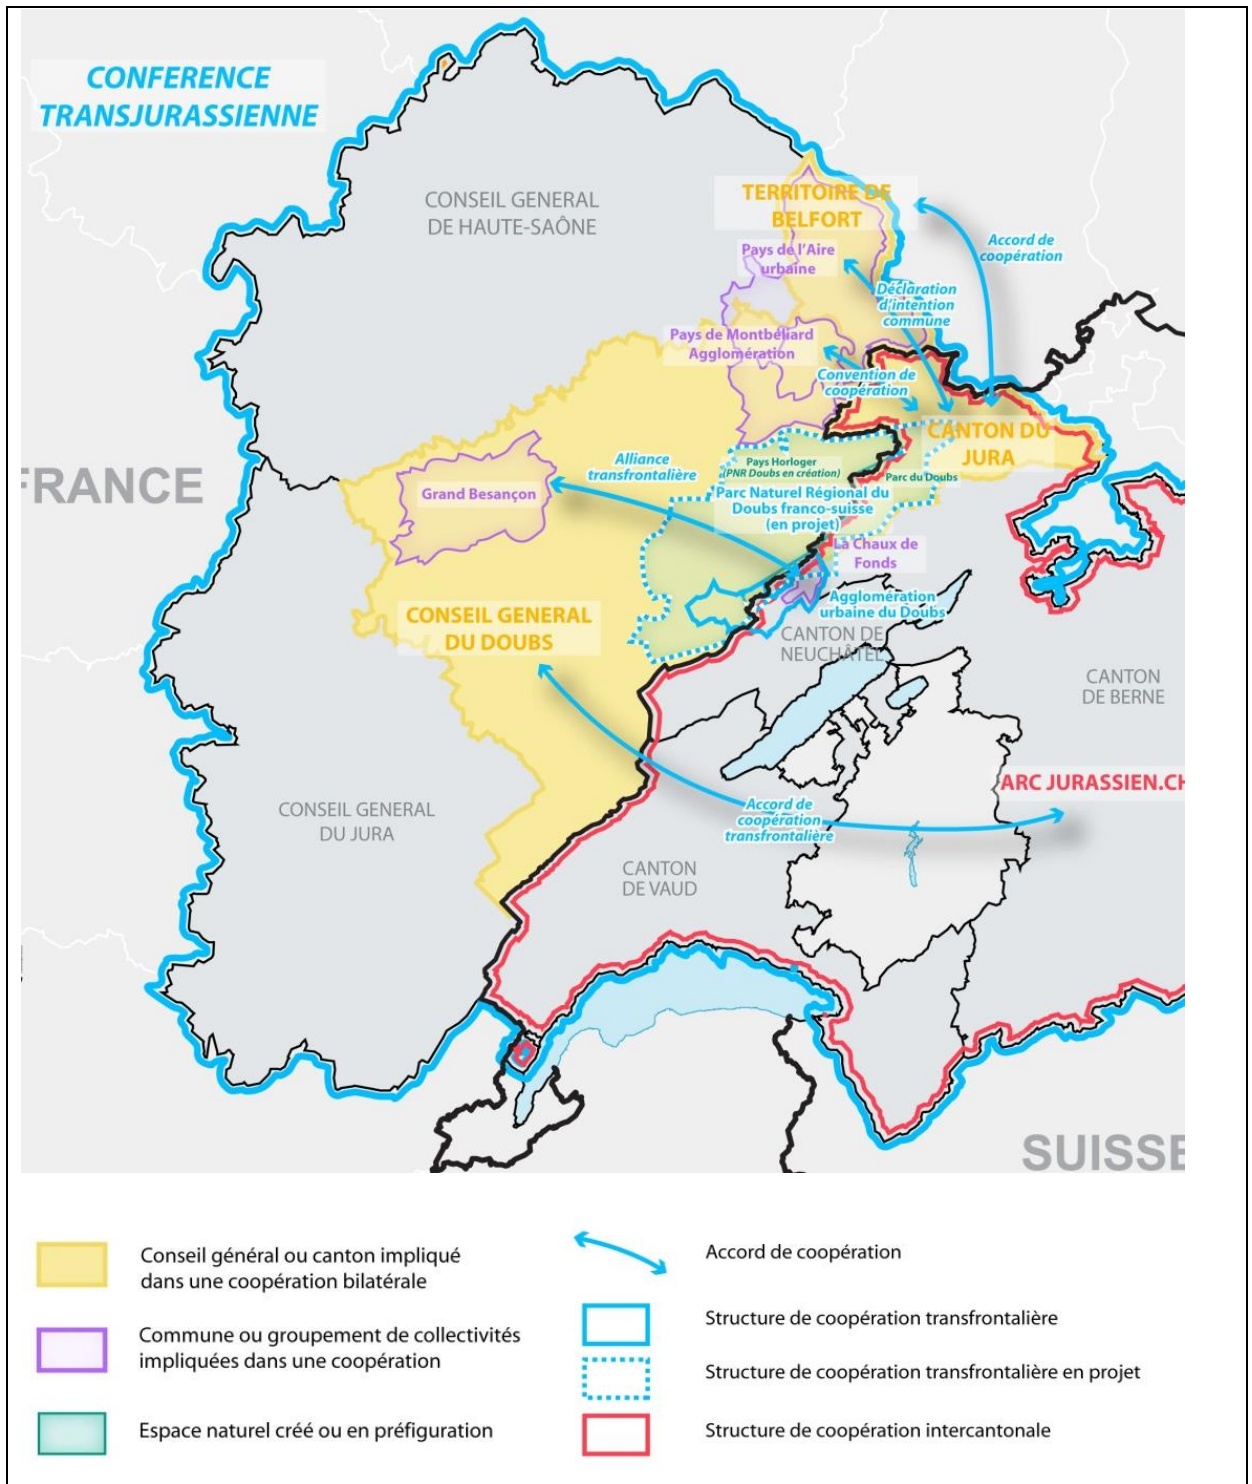 CONFERENCE
TRANSJURASSIENNE
CONSEIL GENERAL
DE HAUTE-SAÔNE
TERRITOIRE DE
BELFORT
Accord de
coopération
Pays de l'Aire
urbaine
Déclaration
d'intention
commune
Pays de Montbéliard
Agglomération
Convention de
coopération
CANTON DU
JURA
FRANCE
Alliance
transfrontalière
Grand Besançon
Pays Horloger
(PNR Doubs en création)
Parc du Doubs
Parc Naturel Régional du
Doubs franco-suisse
(en projet)
La Chaux de
Fonds
Agglomération
urbaine du Doubs
CONSEIL GENERAL
DU DOUBS
CANTON DE
NEUCHÂTEL
CANTON
DE BERNE
ARC JURASSIEN.CH
CONSEIL GENERAL
DU JURA
Accord de
coopération
transfrontalière
CANTON
DE VAUD
SUISSE
Conseil général ou canton impliqué
dans une coopération bilatérale
Commune ou groupement de collectivités
impliquées dans une coopération
Espace naturel créé ou en préfiguration
Accord de coopération
Structure de coopération transfrontalière
Structure de coopération transfrontalière en projet
Structure de coopération intercantonale